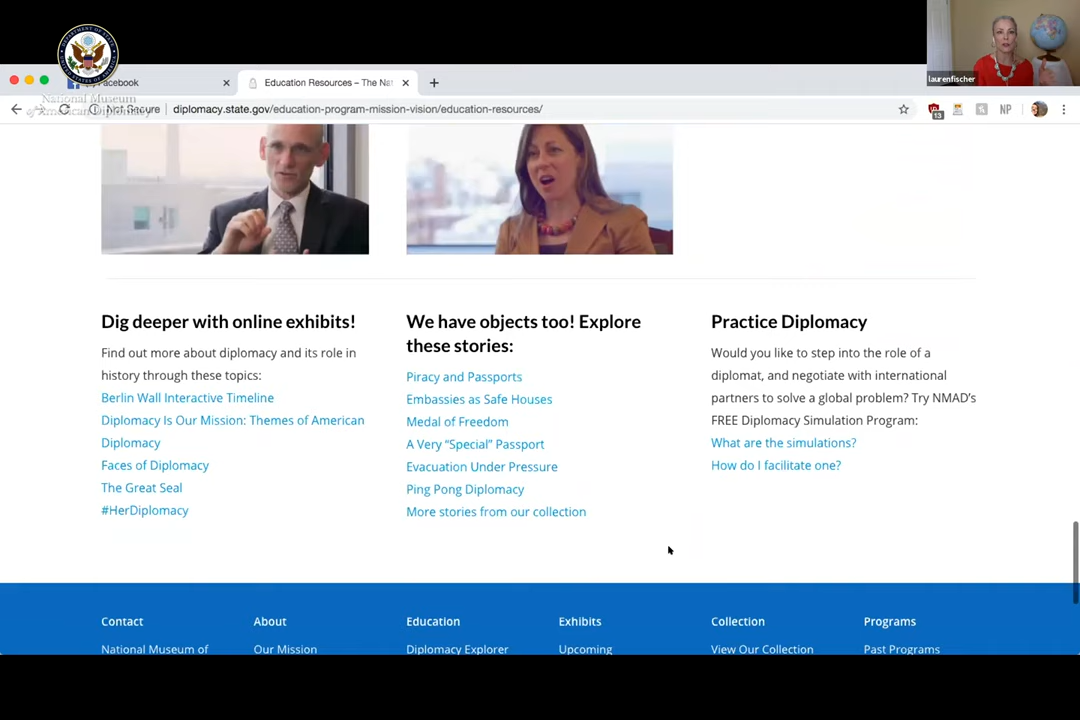 DEPARTMENT OF STATE
laurenfischer
Facebook
Education Resources – The Nat
National Museum
of American Diplomacy
Not Secure
diplomacy.state.gov/education-program-mission-vision/education-resources/
13
NP
Dig deeper with online exhibits!
Find out more about diplomacy and its role in
history through these topics:
Berlin Wall Interactive Timeline
Diplomacy Is Our Mission: Themes of American
Diplomacy
Faces of Diplomacy
The Great Seal
#HerDiplomacy
We have objects too! Explore
these stories:
Piracy and Passports
Embassies as Safe Houses
Medal of Freedom
A Very “Special” Passport
Evacuation Under Pressure
Ping Pong Diplomacy
More stories from our collection
Practice Diplomacy
Would you like to step into the role of a
diplomat, and negotiate with international
partners to solve a global problem? Try NMAD’s
FREE Diplomacy Simulation Program:
What are the simulations?
How do I facilitate one?
Contact
National Museum of
About
Our Mission
Education
Diplomacy Explorer
Exhibits
Upcoming
Collection
View Our Collection
Programs
Past Programs